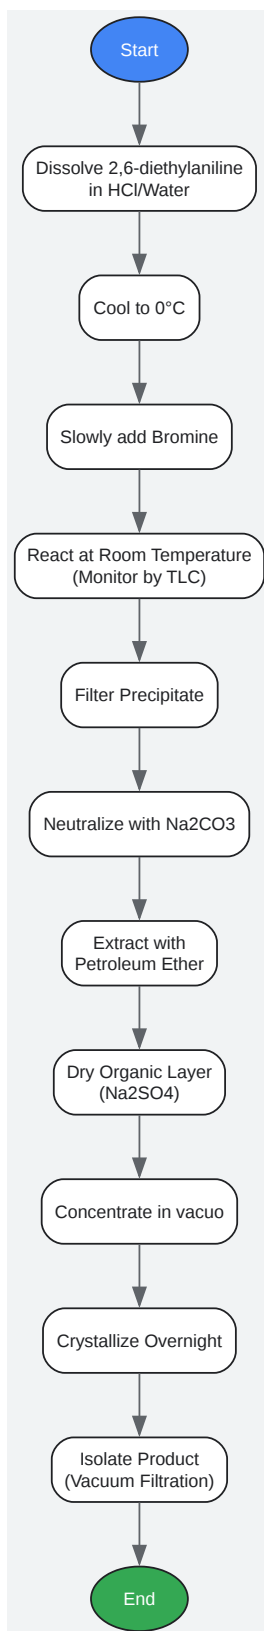 Start
Dissolve 2,6-diethylaniline
in HCl/Water
Cool to 0°C
Slowly add Bromine
React at Room Temperature
(Monitor by TLC)
Filter Precipitate
Neutralize with Na2CO3
Extract with
Petroleum Ether
Dry Organic Layer
(Na2SO4)
Concentrate in vacuo
Crystallize Overnight
Isolate Product
(Vacuum Filtration)
End